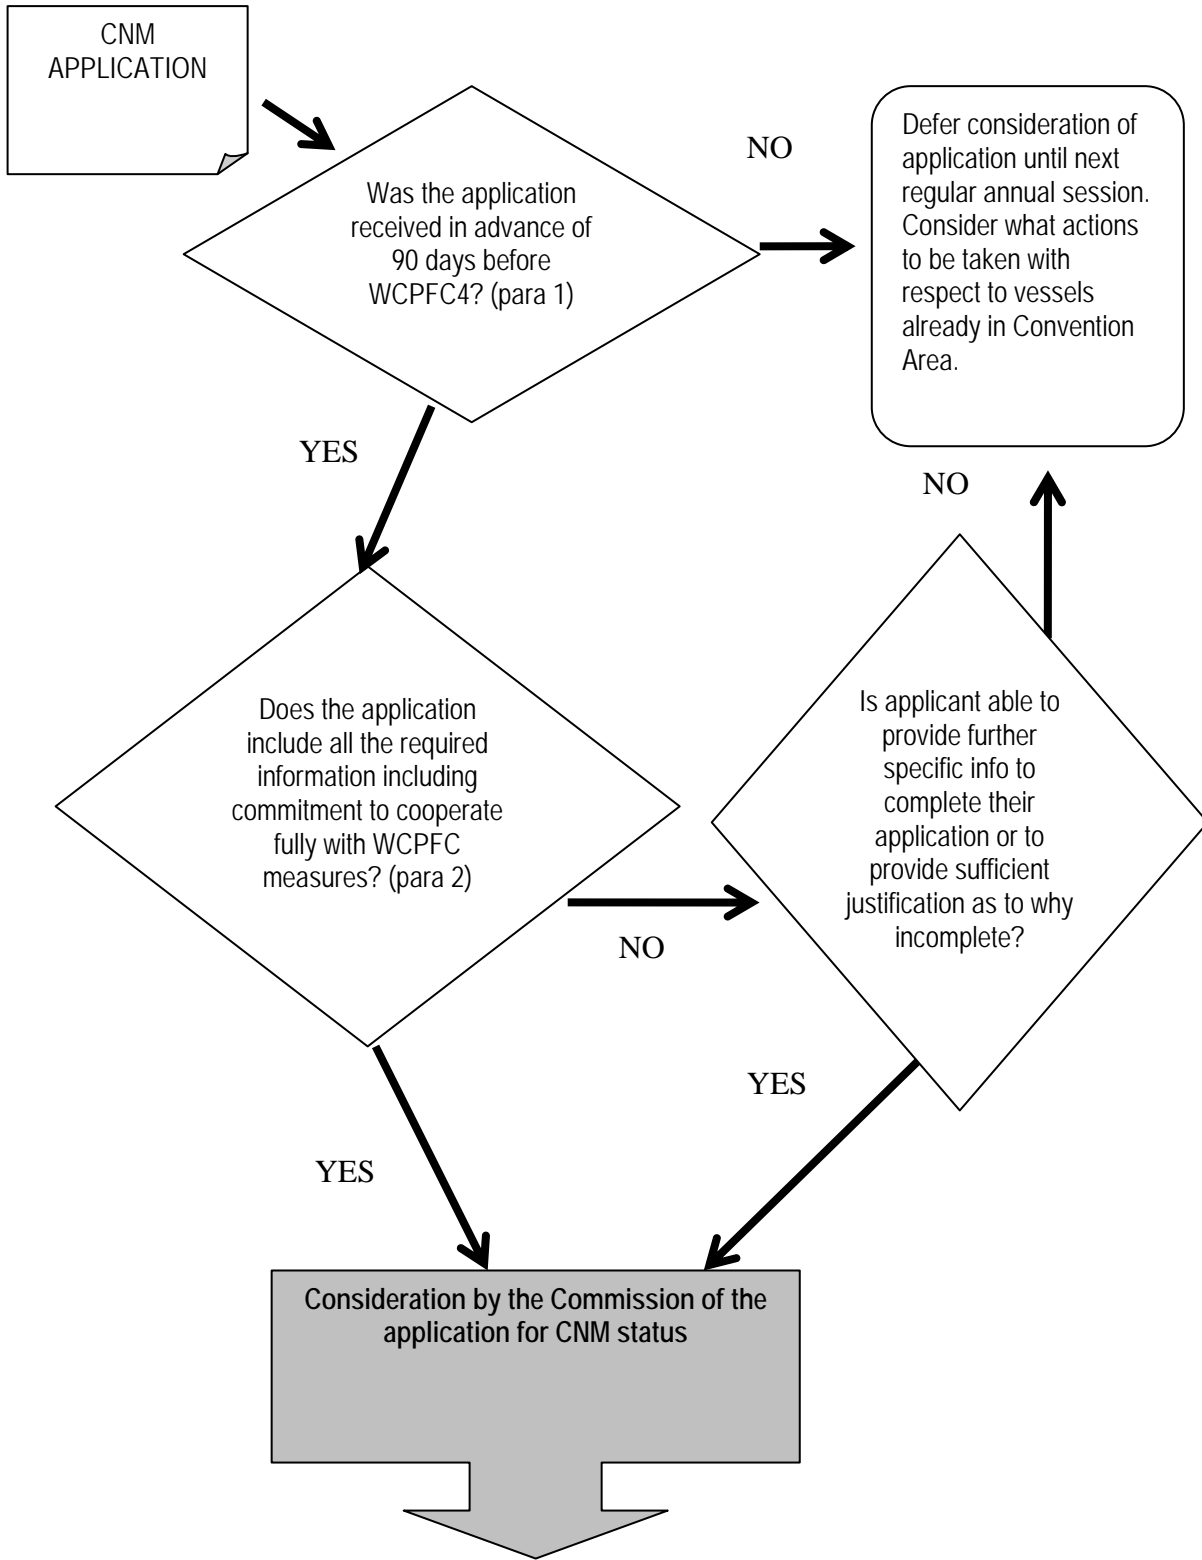 CNM
APPLICATION
Was the application
received in advance of
90 days before
WCPFC4? (para 1)
NO
Defer consideration of
application until next
regular annual session.
Consider what actions
to be taken with
respect to vessels
already in Convention
Area.
YES
NO
Does the application
include all the required
information including
commitment to cooperate
fully with WCPFC
measures? (para 2)
NO
Is applicant able to
provide further
specific info to
complete their
application or to
provide sufficient
justification as to why
incomplete?
YES
YES
Consideration by the Commission of the
application for CNM status